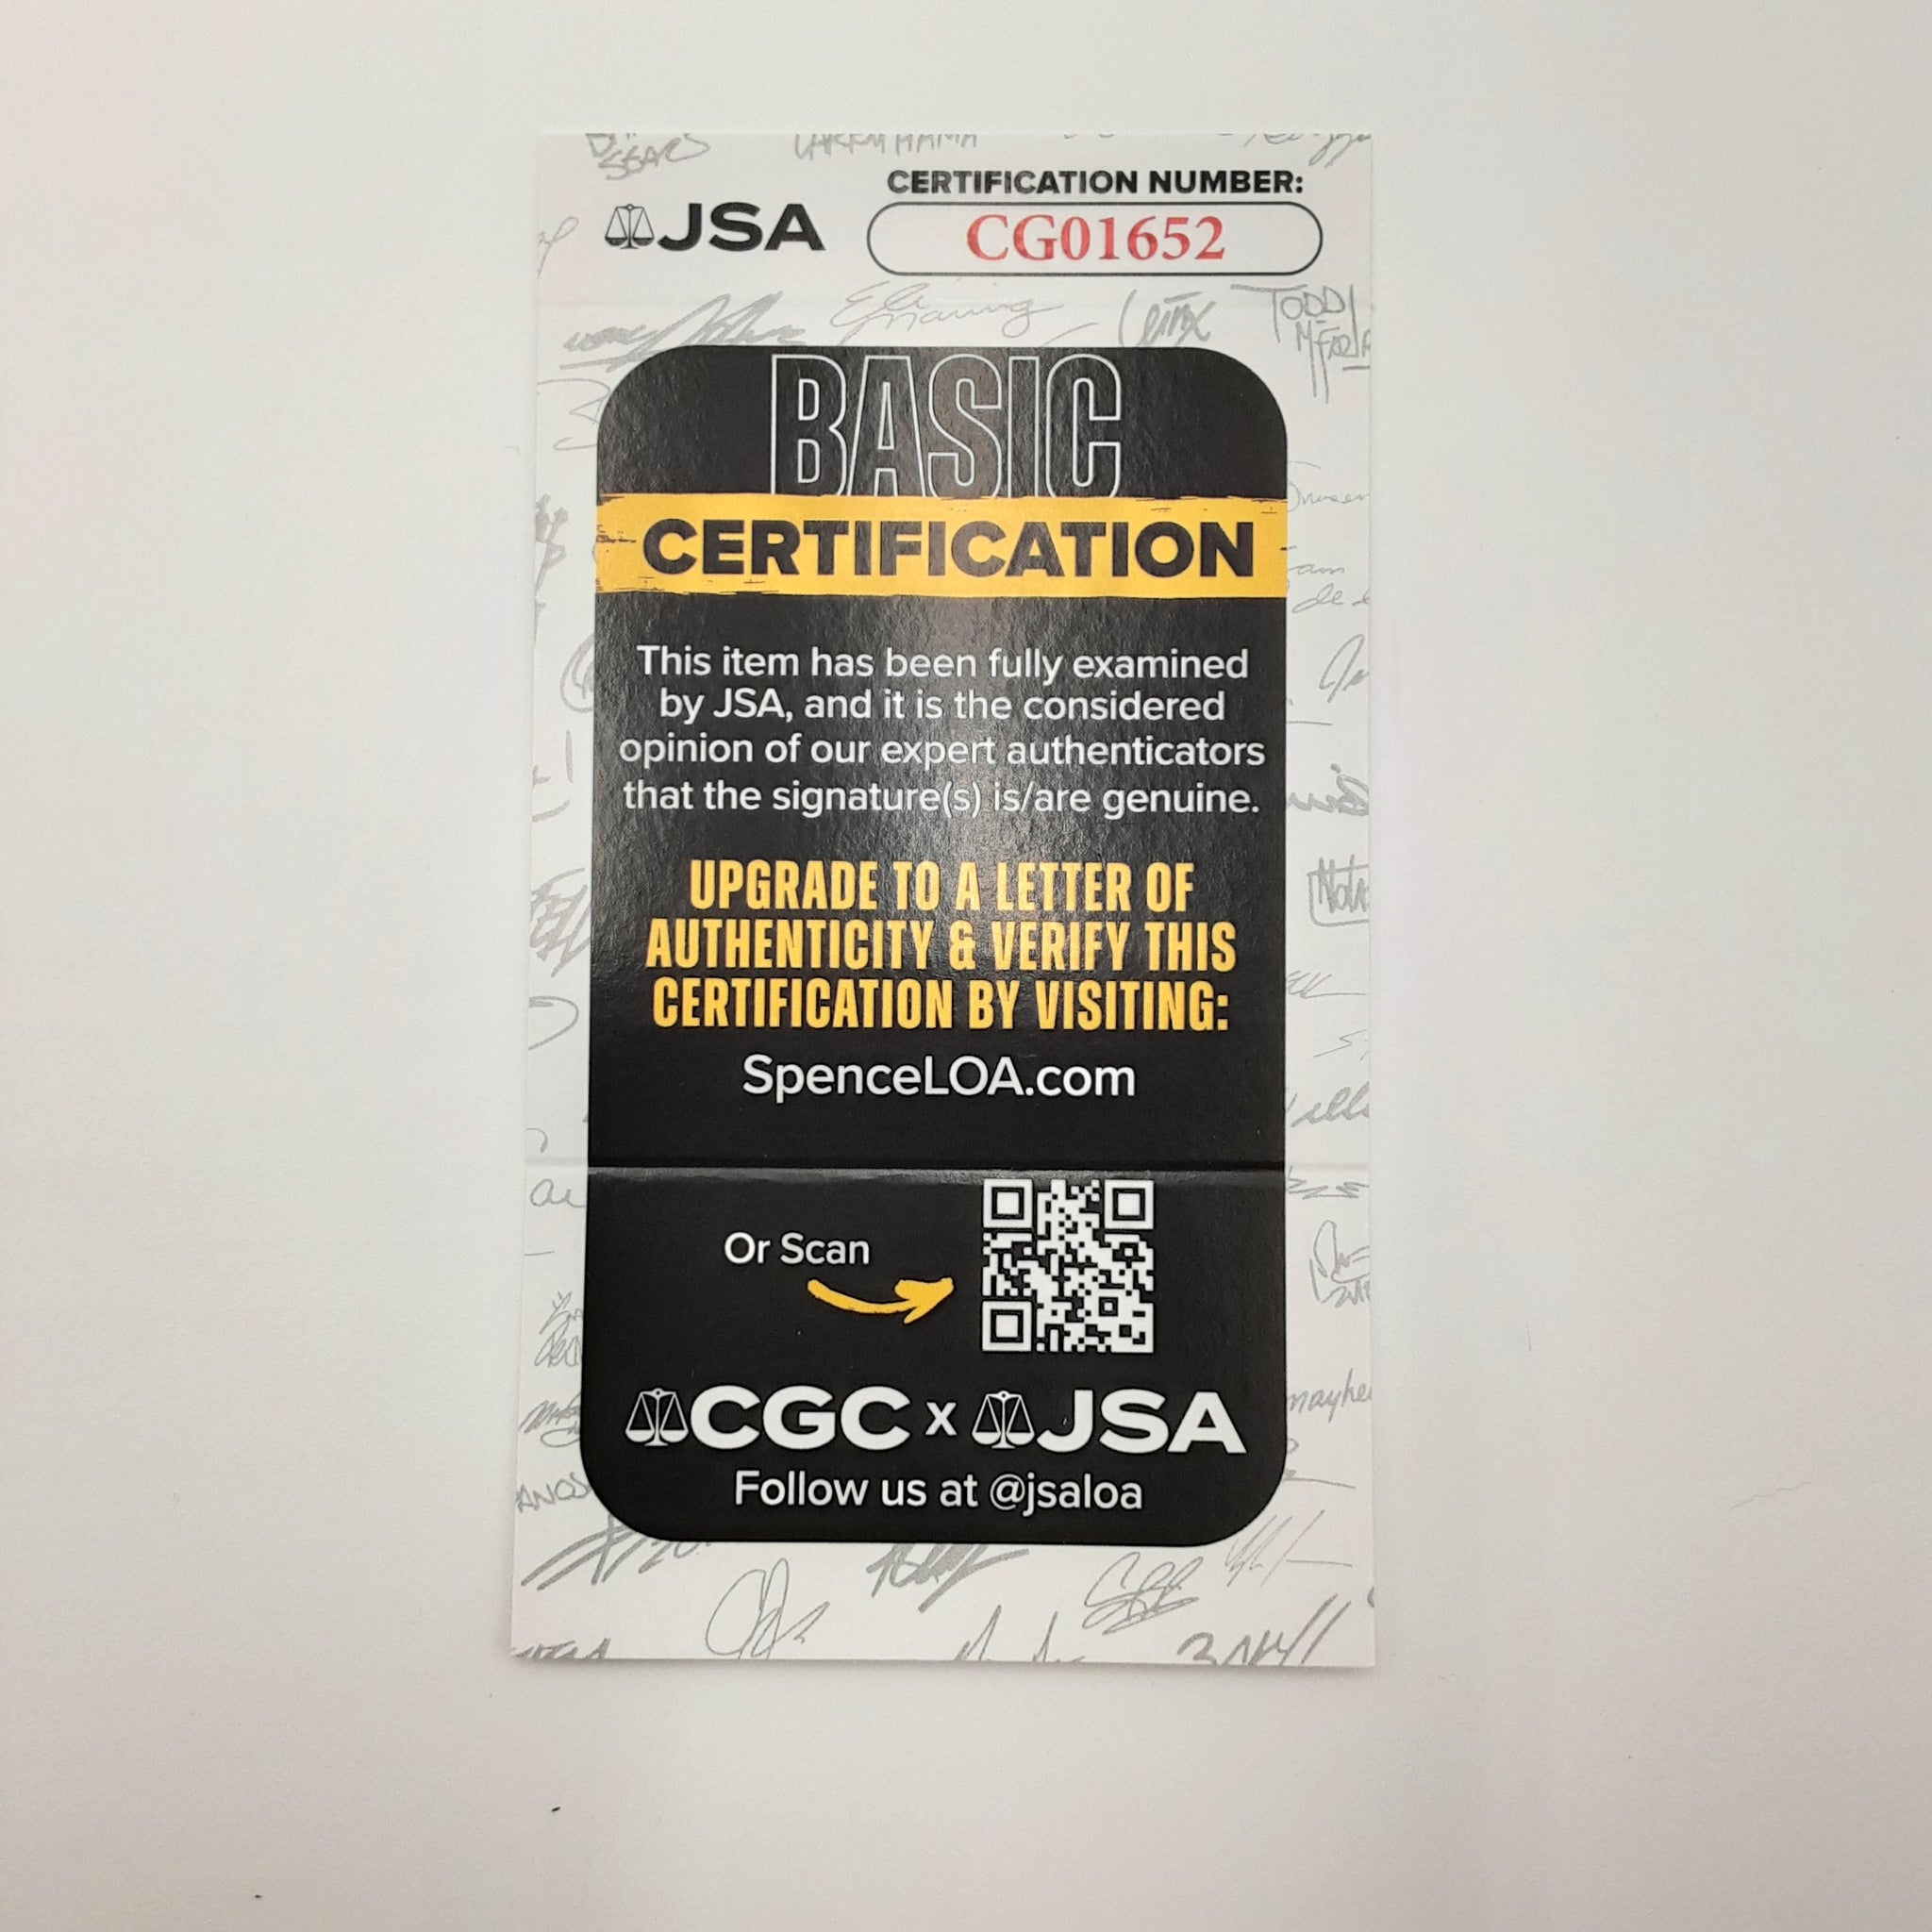 CERTIFICATION NUMBER:
JSA
CG01652
TODD
BASIC
CERTIFICATION
This item has been fully examined
by JSA, and it is the considered
opinion of our expert authenticators
that the signature(s) is/are genuine.
UPGRADE TO A LETTER OF
AUTHENTICITY & VERIFY THIS
CERTIFICATION BY VISITING:
SpenceLOA.com
Or Scan
CGC x JSA
Follow us at @jsaloa